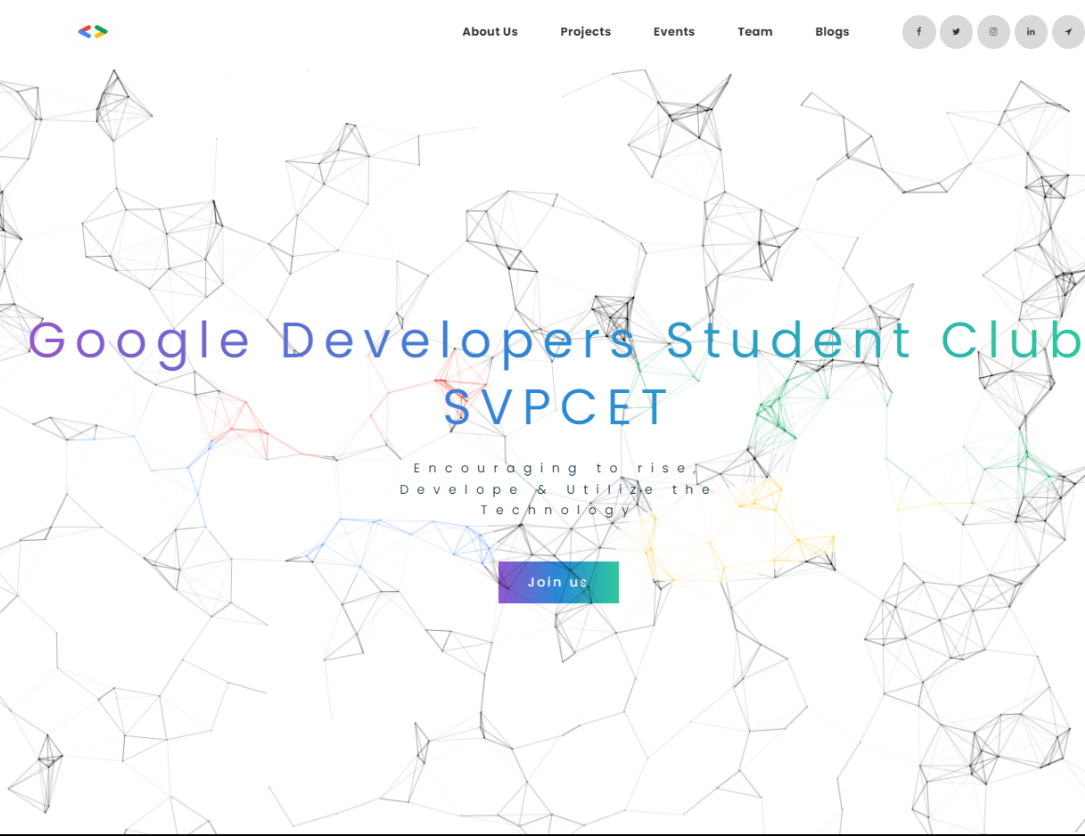 About Us Projects Events Team Blogs
Google Developers Student Club
SVPCET
Encouraging to rise,
Develope & Utilize the
Technology
Join us